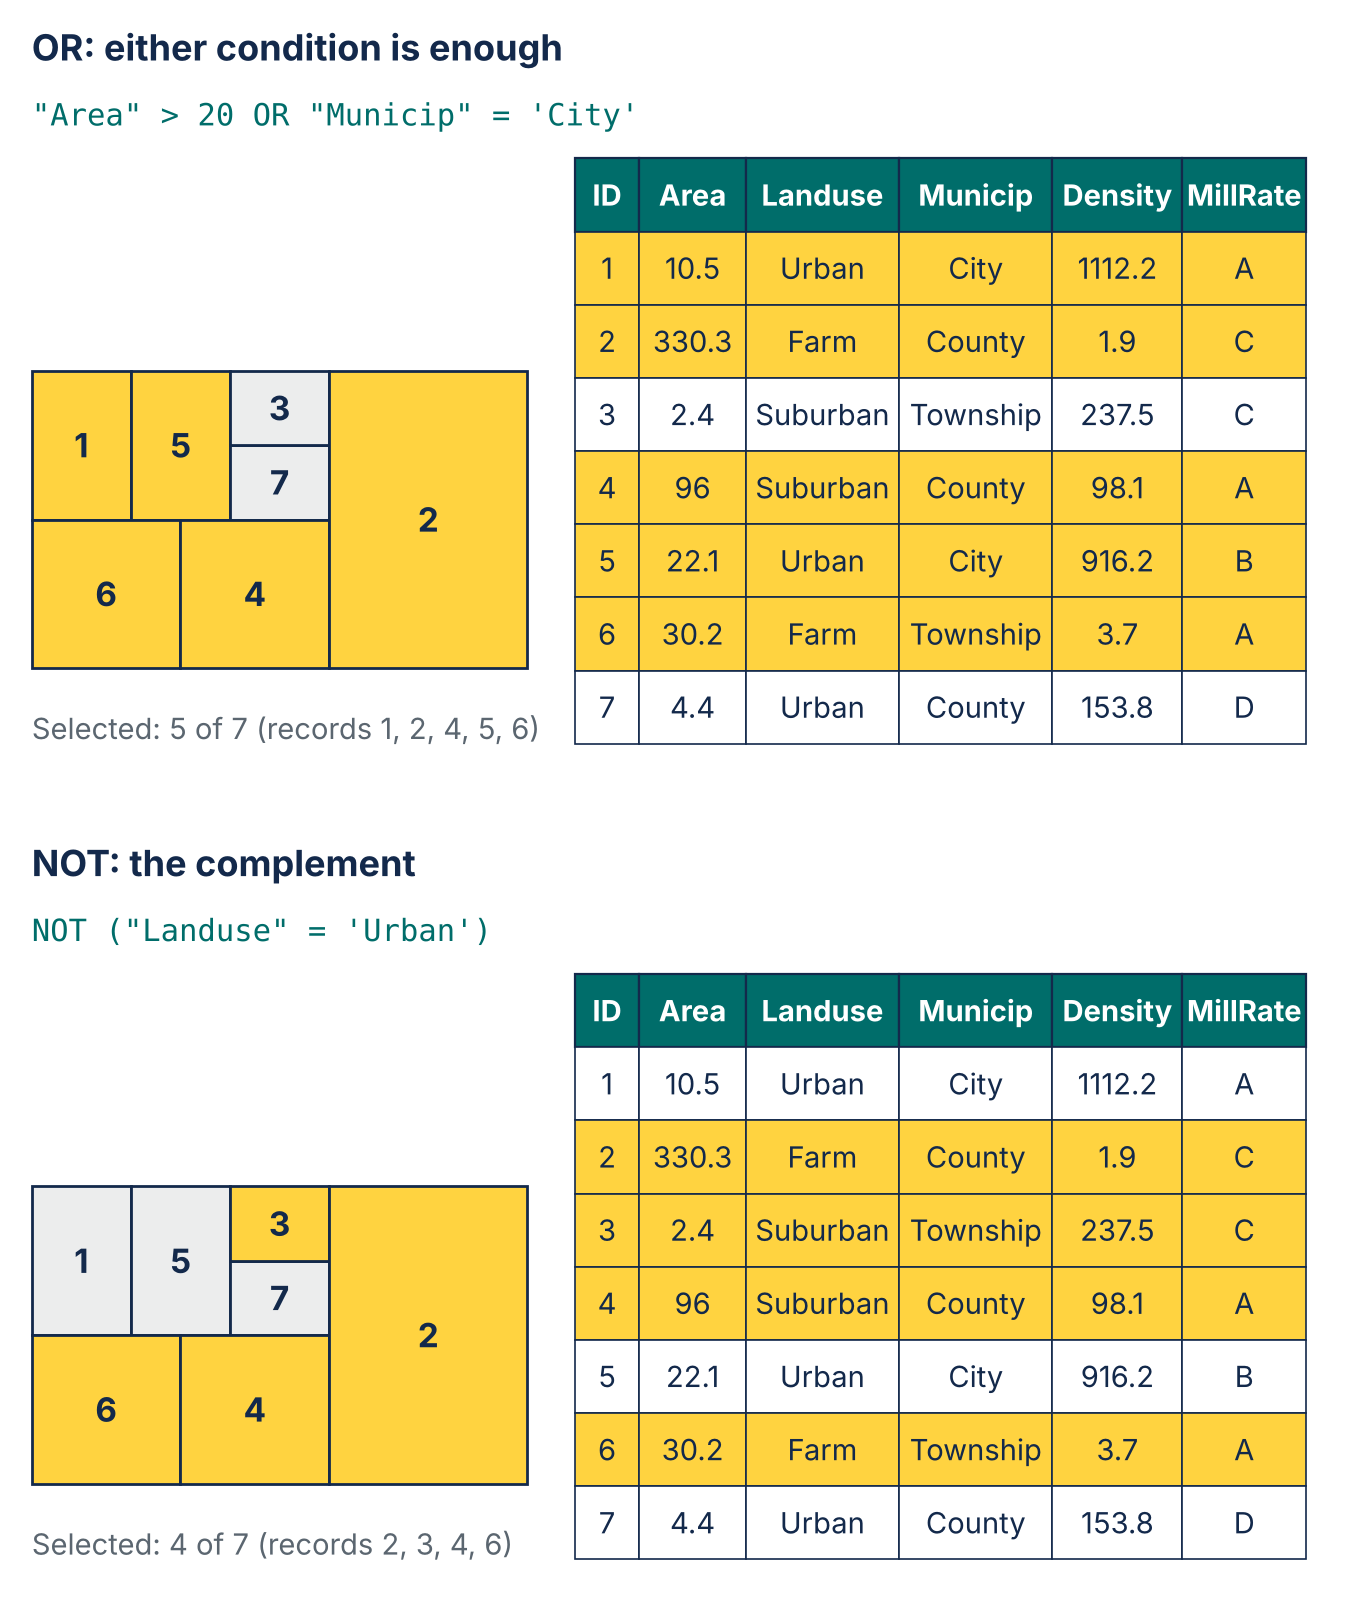 OR: either condition is enough
"Area" > 20 OR "Municip" = 'City'
ID Area Landuse Municip Density MillRate
1 10.5 Urban City 1112.2 A
2 330.3 Farm County 1.9 C
3 2.4 Suburban Township 237.5 C
4 96 Suburban County 98.1 A
5 22.1 Urban City 916.2 B
6 30.2 Farm Township 3.7 A
7 4.4 Urban County 153.8 D
3
1 5
7
2
6 4
Selected: 5 of 7 (records 1, 2, 4, 5, 6)
NOT: the complement
NOT ("Landuse" = 'Urban')
ID Area Landuse Municip Density MillRate
1 10.5 Urban City 1112.2 A
2 330.3 Farm County 1.9 C
3 2.4 Suburban Township 237.5 C
4 96 Suburban County 98.1 A
5 22.1 Urban City 916.2 B
6 30.2 Farm Township 3.7 A
7 4.4 Urban County 153.8 D
3
1 5
7
2
6 4
Selected: 4 of 7 (records 2, 3, 4, 6)